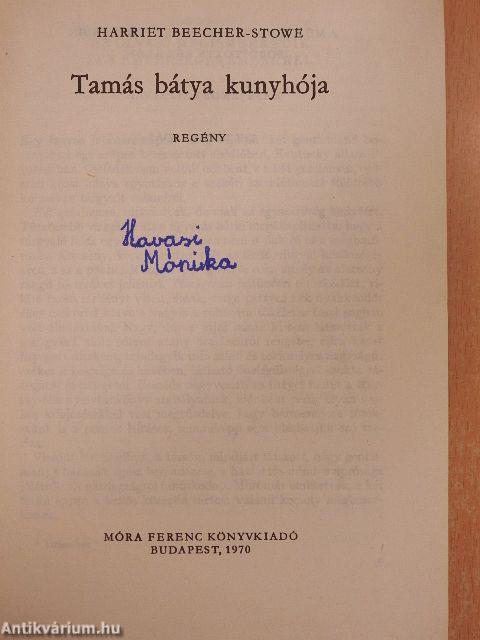 HARRIET BEECHER-STOWE
Tamás bátya kunyhója
REGÉNY
Havasi
Mónika
MÓRA FERENC KÖNYVKIADÓ
BUDAPEST, 1970
Antikvárium.hu